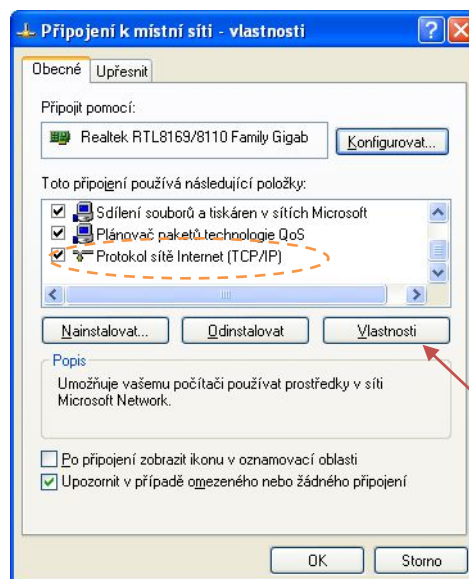 Připojení k místní síti - vlastnosti
Obecné Upřesnit
Připojit pomocí:
Realtek RTL8169/8110 Family Gigab Konfigurovat...
Toto připojení používá následující položky:
Sdílení souborů a tiskáren v sítích Microsoft
Plánovač paketů technologie QoS
Protokol sítě Internet (TCP/IP)
Nainstalovat... Odinstalovat Vlastnosti
Popis
Umožňuje vašemu počítači používat prostředky v síti
Microsoft Network.
Po připojení zobrazit ikonu v oznamovací oblasti
Upozornit v případě omezeného nebo žádného připojení
OK Storno